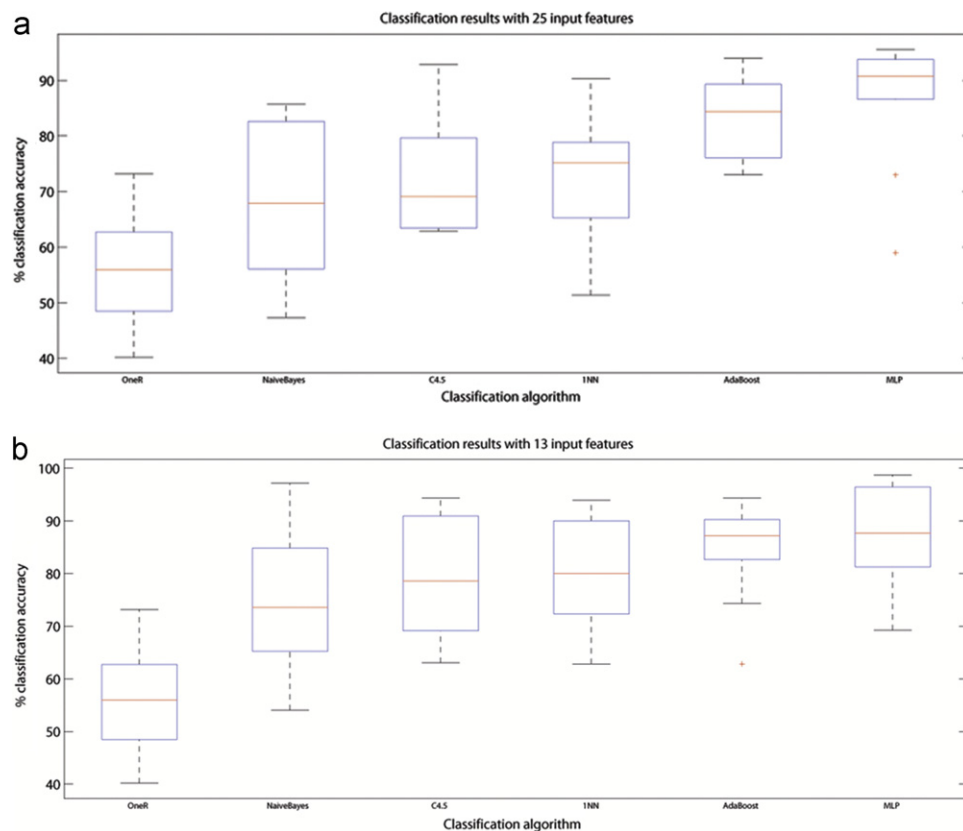 a
Classification results with 25 input features
% classification accuracy
90
80
70
60
50
40
OneR NaiveBayes C4.5 1NN AdaBoost MLP
Classification algorithm
b
Classification results with 13 input features
% classification accuracy
100
90
80
70
60
50
40
OneR NaiveBayes C4.5 1NN AdaBoost MLP
Classification algorithm